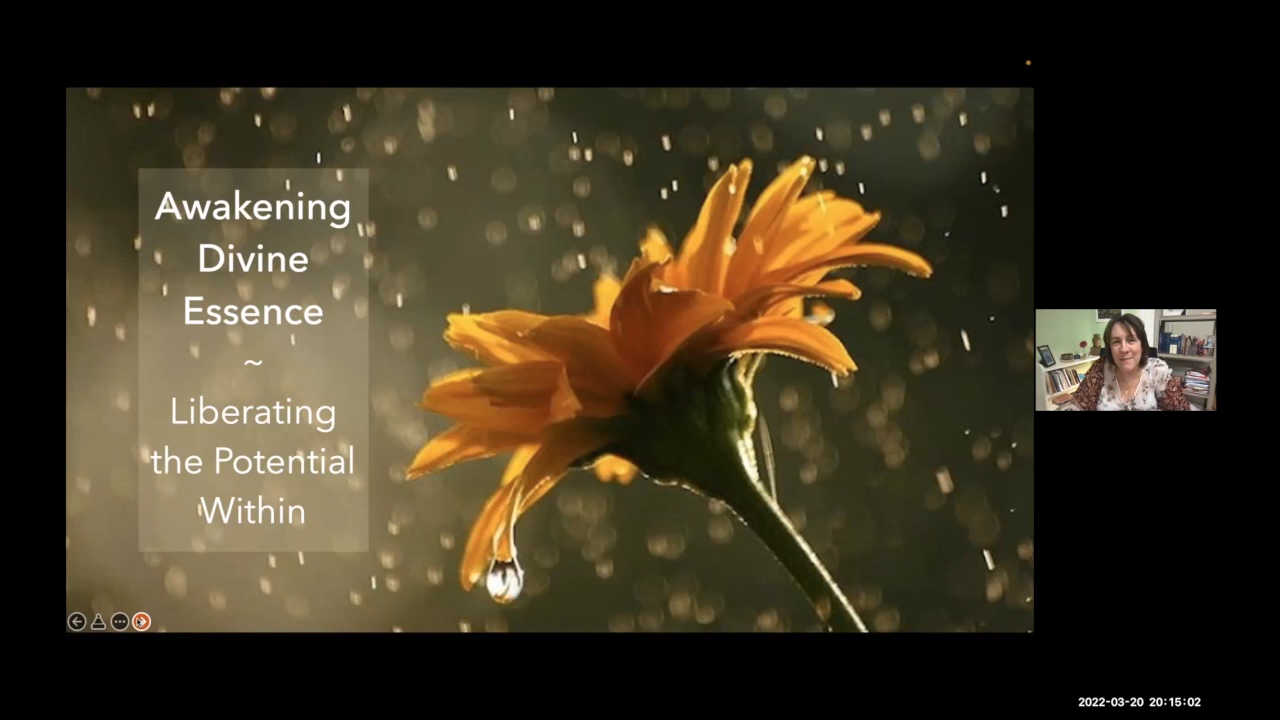 Awakening
Divine
Essence
~
Liberating
the Potential
Within
2022-03-20 20:15:02